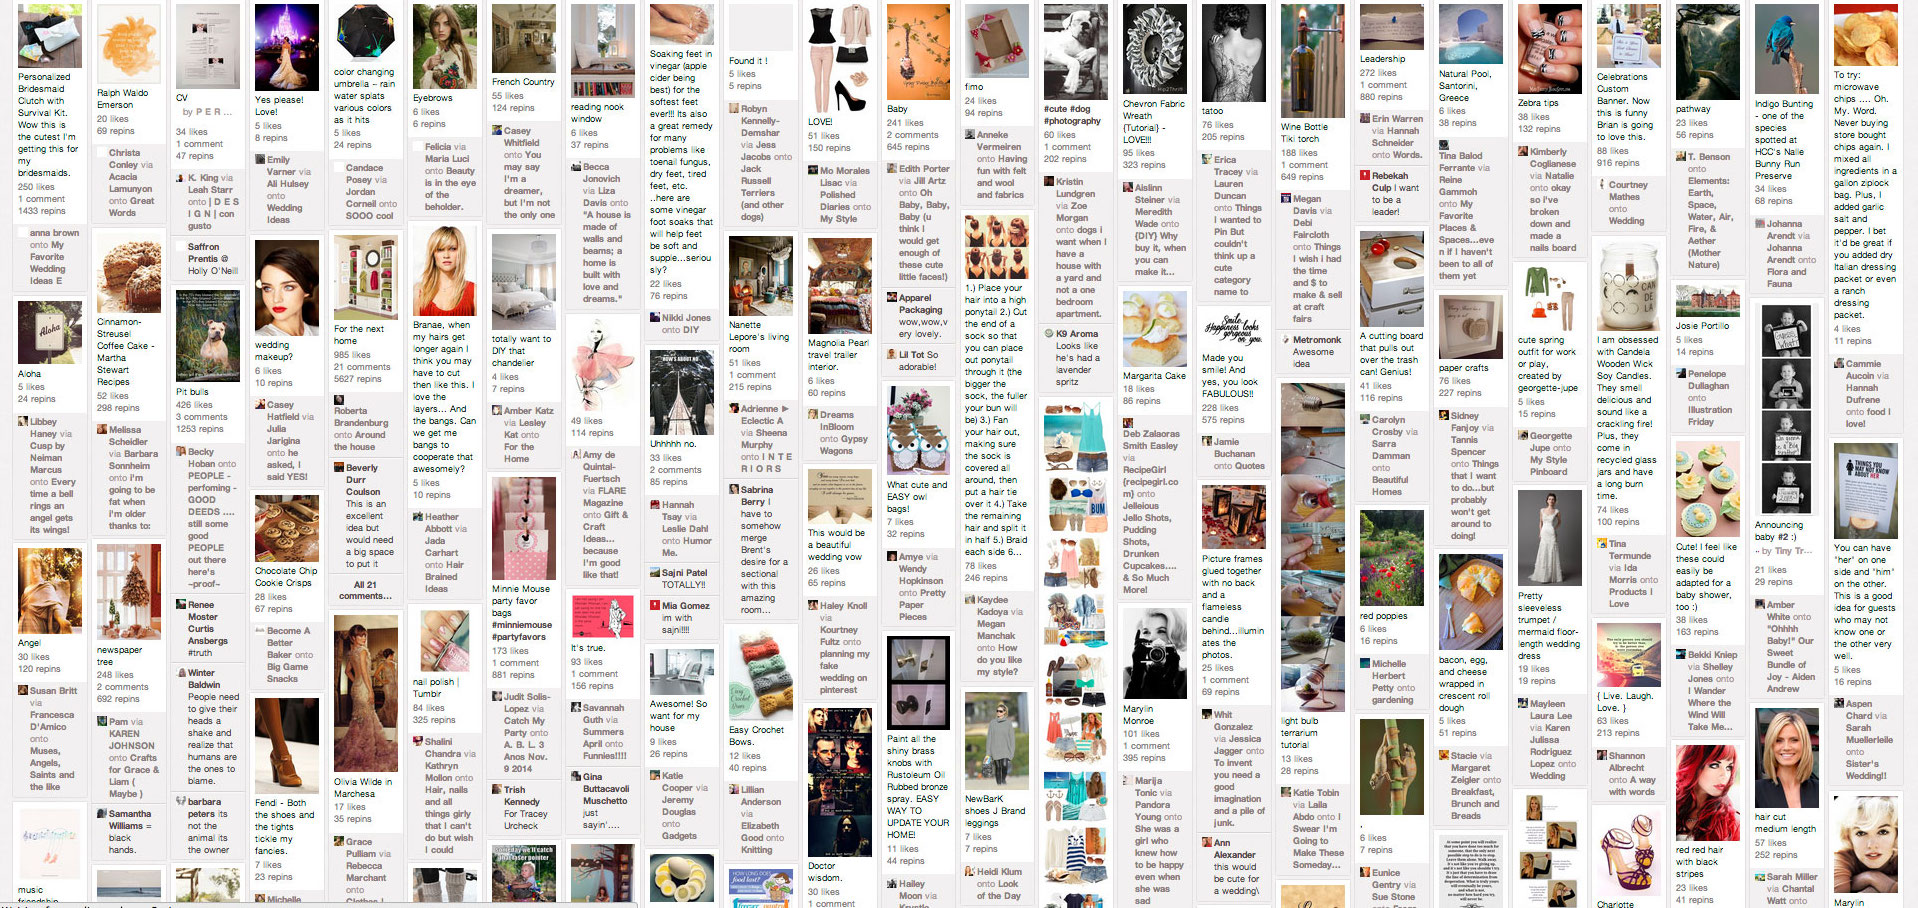 Personalized
Bridesmaid
Clutch with
Survival Kit.
Wow this is
the cutest I'm
getting this for
my
bridesmaids.
250 likes
1 comment
1433 repins
anna brown
onto My
Favorite
Wedding
Ideas E
Aloha
Aloha
5 likes
24 repins
Libbey
Haney via
Cusp by
Neiman
Marcus
onto Every
time a bell
rings an
angel gets
its wings!
Angel
30 likes
120 repins
Susan Britt
via
Francesca
D'Amico
onto
Muses,
Angels,
Saints and
the like
music
friendship
Ralph Waldo
Emerson
20 likes
69 repins
Christa
Conley via
Acacia
Lamunyon
onto Great
Words
Cinnamon-
Streusel
Coffee Cake -
Martha
Stewart
Recipes
52 likes
298 repins
Melissa
Scheidler
via Barbara
Sonnheim
onto I'm
going to be
fat when
i'm older
thanks to:
newspaper
tree
248 likes
2 comments
692 repins
Pam via
KAREN
JOHNSON
onto Crafts
for Grace &
Liam (
Maybe )
Samantha
Williams =
black
hands.
CV
by P E R ...
34 likes
1 comment
47 repins
K. King via
Leah Starr
onto | D E S
I G N | con
gusto
Saffron
Prentis @
Holly O'Neill
Pit bulls
426 likes
3 comments
1253 repins
Becky
Hoban onto
PEOPLE -
perfoming -
GOOD
DEEDS ....
still some
good
PEOPLE
out there
here's
~proof~
Renee
Moster
Curtis
Ansbergs
#truth
Winter
Baldwin
People need
to give their
heads a
shake and
realize that
humans are
the ones to
blame.
barbara
peters its
not the
animal its
the owner
Yes please!
Love!
5 likes
8 repins
Emily
Varner via
Ali Hulsey
onto
Wedding
Ideas
wedding
makeup?
6 likes
10 repins
Casey
Hatfield via
Julia
Jarigina
onto he
asked, I
said YES!
Chocolate Chip
Cookie Crisps
28 likes
67 repins
Become A
Better
Baker onto
Big Game
Snacks
Fendi - Both
the shoes and
the tights
tickle my
fancies.
7 likes
23 repins
Michelle
color changing
umbrella ~ rain
water splats
various colors
as it hits
5 likes
24 repins
Candace
Posey via
Jordan
Cornell onto
SOOO cool
For the next
home
985 likes
21 comments
5627 repins
Roberta
Brandenburg
onto Around
the house
Beverly
Durr
Coulson
This is an
excellent
idea but
would need
a big space
to put it
All 21
comments...
Olivia Wilde in
Marchesa
17 likes
35 repins
Grace
Pulliam via
Rebecca
Marchant
onto
Clothes I
Eyebrows
6 likes
6 repins
Felicia via
Maria Luci
onto Beauty
is in the eye
of the
beholder.
Branae, when
my hairs get
longer again I
think you may
have to cut
then like this. I
love the
layers... And
the bangs. Can
we get me
bangs to
cooperate that
awesomely?
5 likes
10 repins
Heather
Abbott via
Jada
Carhart
onto Hair
Brained
Ideas
nail polish |
Tumblr
84 likes
325 repins
Shalini
Chandra via
Kathryn
Mollon onto
Hair, nails
and all
things girly
that I can't
do but wish
I could
French Country
55 likes
124 repins
Casey
Whitfield
onto You
may say
I'm a
dreamer,
but I'm not
the only one
totally want to
DIY that
chandelier
4 likes
7 repins
Amber Katz
via Lesley
Kat onto
For the
Home
Minnie Mouse
party favor
bags
#minniemouse
#partyfavors
173 likes
1 comment
881 repins
Judit Solis-
Lopez via
Catch My
Party onto
A. B. L. 3
Anos Nov.
9 2014
Trish
Kennedy
For Tracey
Urcheck
Someday we'll catch
that laser pointer
reading nook
window
6 likes
37 repins
Becca
Jonovich
via Liza
Davis onto
"A house is
made of
walls and
beams; a
home is
built with
love and
dreams."
49 likes
114 repins
Amy de
Quintal-
Fuertsch
via FLARE
Magazine
onto Gift &
Craft
Ideas...
because
I'm good
like that!
It's true.
93 likes
1 comment
156 repins
Savannah
Guth via
Summers
April onto
Funnies!!!!
Gina
Buttacavoli
Muschetto
just
sayin'....
Soaking feet in
vinegar (apple
cider being
best) for the
softest feet
ever!!! Its also
a great remedy
for many
problems like
toenail fungus,
dry feet, tired
feet, etc..
..here are
some vinegar
foot soaks that
will help feet
be soft and
supple...seriou
sly?
22 likes
76 repins
Nikki Jones
onto DIY
HOW'S ABOUT NO
Uhhhhh no.
33 likes
2 comments
85 repins
Hannah
Tsay via
Leslie Dahl
onto Humor
Me.
Sajni Patel
TOTALLY!!
Mia Gomez
im with
sajni!!!!
Awesome! So
want for my
house
9 likes
26 repins
Katie
Cooper via
Jeremy
Douglas
onto
Gadgets
Found it !
5 likes
5 repins
Robyn
Kennelly-
Demshar
via Jess
Jacobs onto
Jack
Russell
Terriers
(and other
dogs)
Nanette
Lepore's living
room
51 likes
1 comment
215 repins
Adrienne ►
Eclectic A
via Sheena
Murphy
onto I N T E
R I O R S
Sabrina
Berry I
have to
somehow
merge
Brent's
desire for a
sectional
with this
amazing
room...
Easy Crochet
Bows.
12 likes
40 repins
Lillian
Anderson
via
Elizabeth
Good onto
Knitting
HOW LONG DOES
food last?
LOVE!
51 likes
150 repins
Mo Morales
Lisac via
Polished
Diaries onto
My Style
Magnolia Pearl
travel trailer
interior.
6 likes
60 repins
Dreams
InBloom
onto Gypsy
Wagons
This would be
a beautiful
wedding vow
26 likes
65 repins
Haley Knoll
via
Kourtney
Fultz onto
planning my
fake
wedding on
pinterest
Doctor
wisdom.
30 likes
1 comment
Baby
241 likes
2 comments
645 repins
Edith Porter
via Jill Artz
onto Oh
Baby, Baby,
Baby (u
think I
would get
enough of
these cute
little faces!)
Apparel
Packaging
wow,wow,v
ery lovely.
Lil Tot So
adorable!
What cute and
EASY owl
bags!
7 likes
32 repins
Amye via
Wendy
Hopkinson
onto Pretty
Paper
Pieces
Paint all the
shiny brass
knobs with
Rustoleum Oil
Rubbed bronze
spray. EASY
WAY TO
UPDATE YOUR
HOME!
11 likes
44 repins
Hailey
Moon via
fimo
24 likes
94 repins
Anneke
Vermeiren
onto Having
fun with felt
and wool
and fabrics
1.) Place your
hair into a high
ponytail 2.) Cut
the end of a
sock so that
you can place
out ponytail
through it (the
bigger the
sock, the fuller
your bun will
be) 3.) Fan
your hair out,
making sure
the sock is
covered all
around, then
put a hair tie
over it 4.) Take
the remaining
hair and split it
in half 5.) Braid
each side 6...
78 likes
246 repins
Kaydee
Kadoya via
Megan
Manchak
onto How
do you like
my style?
NewBarK
shoes J Brand
leggings
7 likes
7 repins
Heidi Klum
onto Look
of the Day
#cute #dog
#photography
60 likes
1 comment
202 repins
Kristin
Lundgren
via Zoe
Morgan
onto dogs i
want when I
have a
house with
a yard and
not a one
bedroom
apartment.
K9 Aroma
Looks like
he's had a
lavender
spritz
Chevron Fabric
Wreath
{Tutorial} -
LOVE!!!
95 likes
323 repins
Aislinn
Steiner via
Meredith
Wade onto
{DIY} Why
buy it, when
you can
make it...
Margarita Cake
18 likes
86 repins
Deb Zalaoras
Smith Easley
via
RecipeGirl
{recipegirl.co
m} onto
Jelleious
Jello Shots,
Pudding
Shots,
Drunken
Cupcakes....
& So Much
More!
Marylin
Monroe
101 likes
1 comment
395 repins
Marija
Tonic via
Pandora
Young onto
She was a
girl who
knew how
to be happy
even when
she was
sad
tatoo
76 likes
205 repins
Erica
Tracey via
Lauren
Duncan
onto Things
I wanted to
Pin But
couldn't
think up a
cute
category
name to
Smile.
Happiness looks
gorgeous
on you.
Made you
smile! And
yes, you look
FABULOUS!!
228 likes
575 repins
Jamie
Buchanan
onto Quotes
Picture frames
glued together
with no back
and a
flameless
candle
behind...illumin
ates the
photos.
25 likes
1 comment
69 repins
Whit
Gonzalez
via Jessica
Jagger onto
To invent
you need a
good
imagination
and a pile of
junk.
Ann
Alexander
this would
be cute for
a wedding\
Wine Bottle
Tiki torch
188 likes
1 comment
649 repins
Megan
Davis via
Debi
Faircloth
onto Things
I wish i had
the time
and $ to
make & sell
at craft
fairs
Metromonk
Awesome
idea
light bulb
terrarium
tutorial
13 likes
28 repins
Katie Tobin
via Laila
Abdo onto I
Swear I'm
Going to
Make These
Someday...
Leadership
272 likes
1 comment
880 repins
Erin Warren
via Hannah
Schneider
onto Words.
Rebekah
Culp I want
to be a
leader!
A cutting board
that pulls out
over the trash
can! Genius!
41 likes
116 repins
Carolyn
Crosby via
Sarra
Damman
onto
Beautiful
Homes
red poppies
6 likes
16 repins
Michelle
Herbert
Petty onto
gardening
.
6 likes
7 repins
Eunice
Gentry via
Sue Stone
Natural Pool,
Santorini,
Greece
6 likes
38 repins
Tina Balod
Ferrante via
Reine
Gammoh
onto My
Favorite
Places &
Spaces...eve
n if I haven't
been to all of
them yet
paper crafts
76 likes
227 repins
Sidney
Fanjoy via
Tannis
Spencer
onto Things
that I want
to do...but
probably
won't get
around to
doing!
bacon, egg,
and cheese
wrapped in
crescent roll
dough
5 likes
51 repins
Stacie via
Margaret
Zeigler onto
Breakfast,
Brunch and
Breads
Zebra tips
38 likes
132 repins
Kimberly
Coglianese
via Natalie
onto okay
so i've
broken
down and
made a
nails board
cute spring
outfit for work
or play,
created by
georgette-jupe
5 likes
15 repins
Georgette
Jupe onto
My Style
Pinboard
Pretty
sleeveless
trumpet /
mermaid floor-
length wedding
dress
19 likes
19 repins
Mayleen
Laura Lee
via Karen
Julissa
Rodriguez
Lopez onto
Wedding
Celebrations
Custom
Banner. Now
this is funny
Brian is going
to love this.
88 likes
916 repins
Courtney
Mathes
onto
Wedding
CAN
DE
LA
I am obsessed
with Candela
Wooden Wick
Soy Candles.
They smell
delicious and
sound like a
crackling fire!
Plus, they
come in
recycled glass
jars and have
a long burn
time.
74 likes
100 repins
Tina
Termunde
via Ida
Morris onto
Products I
Love
{ Live. Laugh.
Love. }
63 likes
213 repins
Shannon
Albrecht
onto A way
with words
Charlotte
pathway
23 likes
56 repins
T. Benson
onto
Elements:
Earth,
Space,
Water, Air,
Fire, &
Aether
(Mother
Nature)
Josie Portillo
5 likes
14 repins
Penelope
Dullaghan
onto
Illustration
Friday
Cute! I feel like
these could
easily be
adapted for a
baby shower,
too :)
38 likes
163 repins
Bekki Kniep
via Shelley
Jones onto
I Wander
Where the
Wind Will
Take Me...
red red hair
with black
stripes
23 likes
41 repins
Indigo Bunting
- one of the
species
spotted at
HCC's Nalle
Bunny Run
Preserve
34 likes
68 repins
Johanna
Arendt via
Johanna
Arendt onto
Flora and
Fauna
Announcing
baby #2 :)
- by Tiny Tr...
21 likes
29 repins
Amber
White onto
"Ohhhh
Baby!" Our
Sweet
Bundle of
Joy - Aiden
Andrew
hair cut
medium length
57 likes
252 repins
Sarah Miller
via Chantal
Watt onto
To try:
microwave
chips .... Oh.
My. Word.
Never buying
store bought
chips again. I
mixed all
ingredients in a
gallon ziplock
bag. Plus, I
added garlic
salt and
pepper. I bet
it'd be great if
you added dry
Italian dressing
packet or even
a ranch
dressing
packet.
4 likes
11 repins
Cammie
Aucoin via
Hannah
Dufrene
onto food I
love!
THINGS YOU
MAY NOT KNOW
ABOUT HER
You can have
"her' on one
side and "him"
on the other.
This is a good
idea for guests
who may not
know one or
the other very
well.
5 likes
16 repins
Aspen
Chard via
Sarah
Muellerleile
onto
Sister's
Wedding!!
Marylin